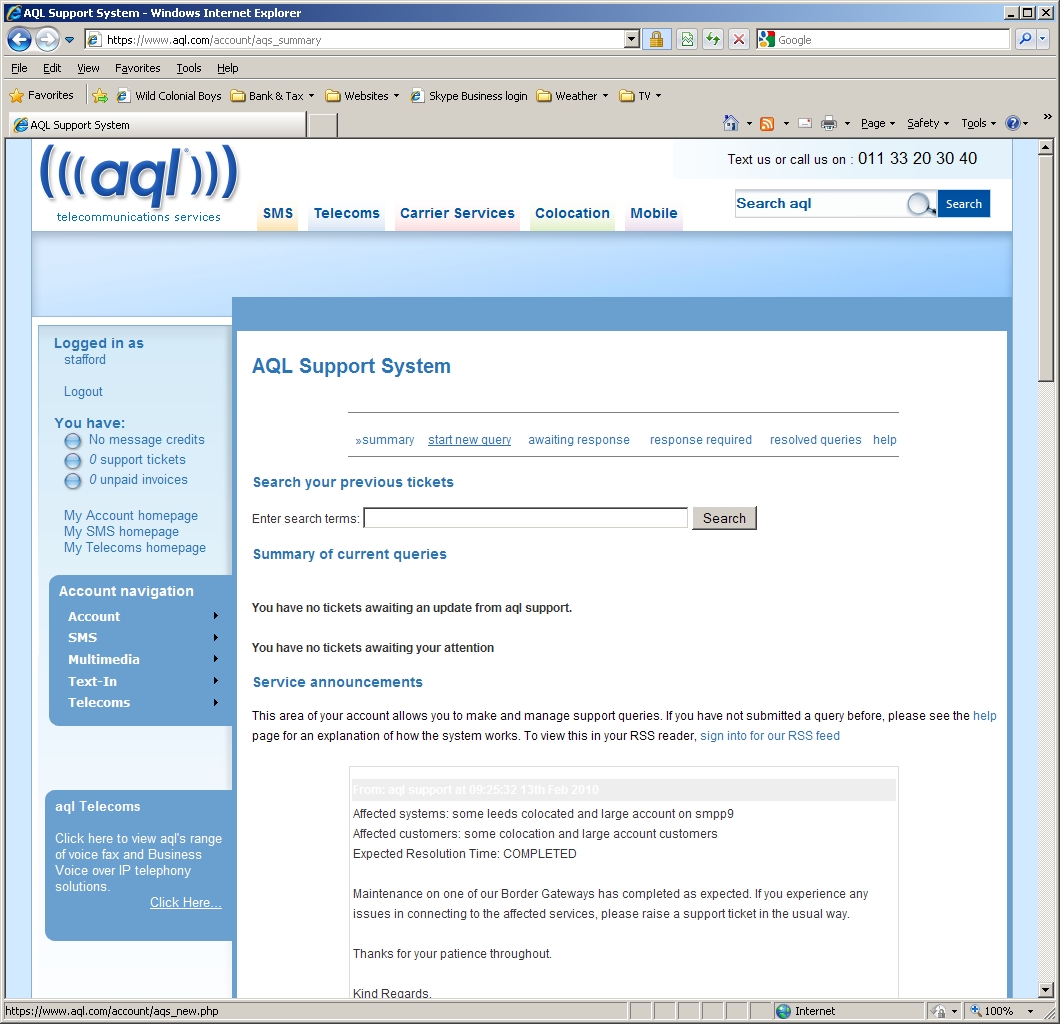 AQL Support System - Windows Internet Explorer
https://www.aql.com/account/aqs_summary
Google
File Edit View Favorites Tools Help
Favorites Wild Colonial Boys Bank & Tax Websites Skype Business login Weather TV
AQL Support System
Page Safety Tools
(((aql)))
telecommunications services
Text us or call us on : 011 33 20 30 40
SMS Telecoms Carrier Services Colocation Mobile
Search aql Search
Logged in as
stafford
Logout
You have:
No message credits
0 support tickets
0 unpaid invoices
My Account homepage
My SMS homepage
My Telecoms homepage
Account navigation
Account
SMS
Multimedia
Text-In
Telecoms
aql Telecoms
Click here to view aql's range
of voice fax and Business
Voice over IP telephony
solutions.
Click Here...
AQL Support System
»summary start new query awaiting response response required resolved queries help
Search your previous tickets
Enter search terms: Search
Summary of current queries
You have no tickets awaiting an update from aql support.
You have no tickets awaiting your attention
Service announcements
This area of your account allows you to make and manage support queries. If you have not submitted a query before, please see the help
page for an explanation of how the system works. To view this in your RSS reader, sign into for our RSS feed
From: aql support at 09:25:32 13th Feb 2010
Affected systems: some leeds colocated and large account on smpp9
Affected customers: some colocation and large account customers
Expected Resolution Time: COMPLETED
Maintenance on one of our Border Gateways has completed as expected. If you experience any
issues in connecting to the affected services, please raise a support ticket in the usual way.
Thanks for your patience throughout.
Kind Regards,
https://www.aql.com/account/aqs_new.php
Internet
100%